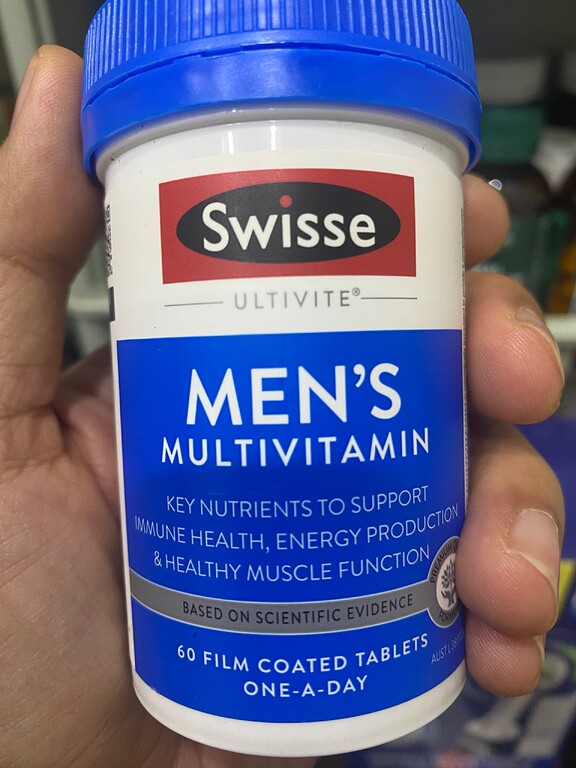 Swisse
ULTIVITE®
MEN'S
MULTIVITAMIN
KEY NUTRIENTS TO SUPPORT
IMMUNE HEALTH, ENERGY PRODUCTION
& HEALTHY MUSCLE FUNCTION
BASED ON SCIENTIFIC EVIDENCE
60 FILM COATED TABLETS
ONE-A-DAY
AUST L